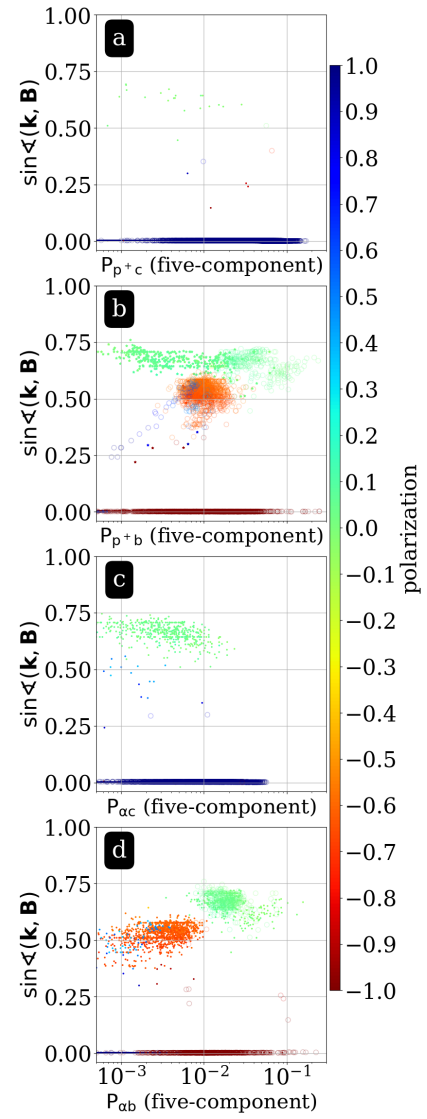 a
1.00
0.75
0.50
0.25
0.00
sin∢(k, B)
P_{p⁺c} (five-component)
b
1.00
0.75
0.50
0.25
0.00
sin∢(k, B)
P_{p⁺b} (five-component)
c
1.00
0.75
0.50
0.25
0.00
sin∢(k, B)
P_{αc} (five-component)
d
1.00
0.75
0.50
0.25
0.00
sin∢(k, B)
10⁻³ 10⁻² 10⁻¹
P_{αb} (five-component)
1.0
0.9
0.8
0.7
0.6
0.5
0.4
0.3
0.2
0.1
0.0
−0.1
−0.2
−0.3
−0.4
−0.5
−0.6
−0.7
−0.8
−0.9
−1.0
polarization